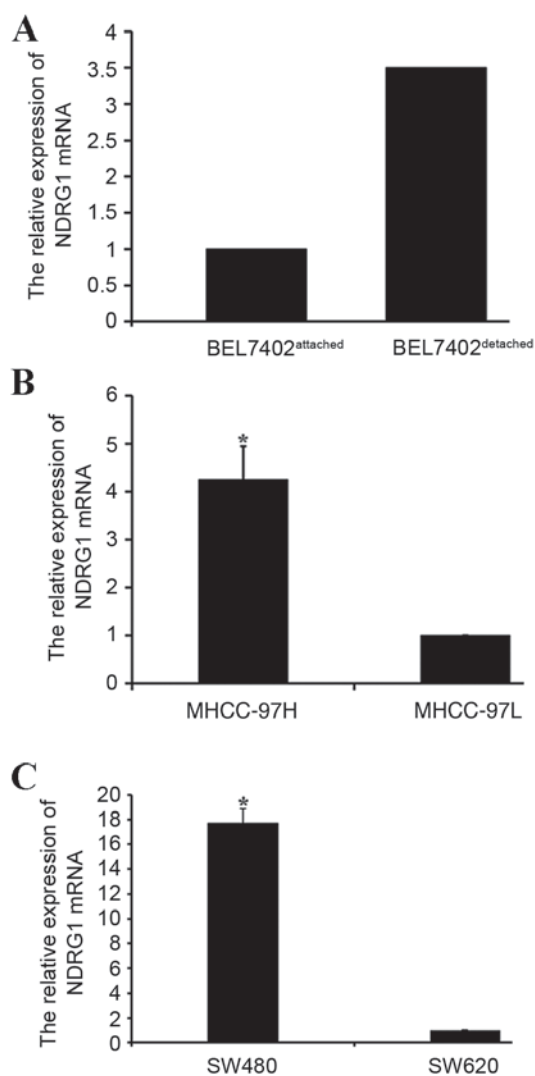 A
The relative expression of
NDRG1 mRNA
4
3.5
3
2.5
2
1.5
1
0.5
0
BEL7402attached BEL7402detached
B
The relative expression of
NDRG1 mRNA
6
5
4
3
2
1
0
*
MHCC-97H MHCC-97L
C
The relative expression of
NDRG1 mRNA
20
18
16
14
12
10
8
6
4
2
0
*
SW480 SW620